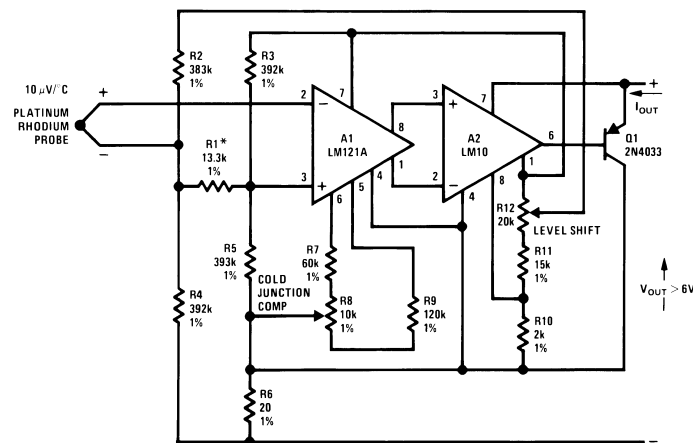 10 μV/°C
PLATINUM
RHODIUM
PROBE
+
−
R2
383k
1%
R3
392k
1%
R1*
13.3k
1%
2
−
3
+
7
A1
LM121A
8
1
4
5
6
3
+
2
−
7
A2
LM10
6
1
8
4
+
IOUT
Q1
2N4033
R12
20k
LEVEL SHIFT
R11
15k
1%
R10
2k
1%
VOUT > 6V
R5
393k
1%
COLD
JUNCTION
COMP
R7
60k
1%
R8
10k
1%
R9
120k
1%
R4
392k
1%
R6
20
1%
−